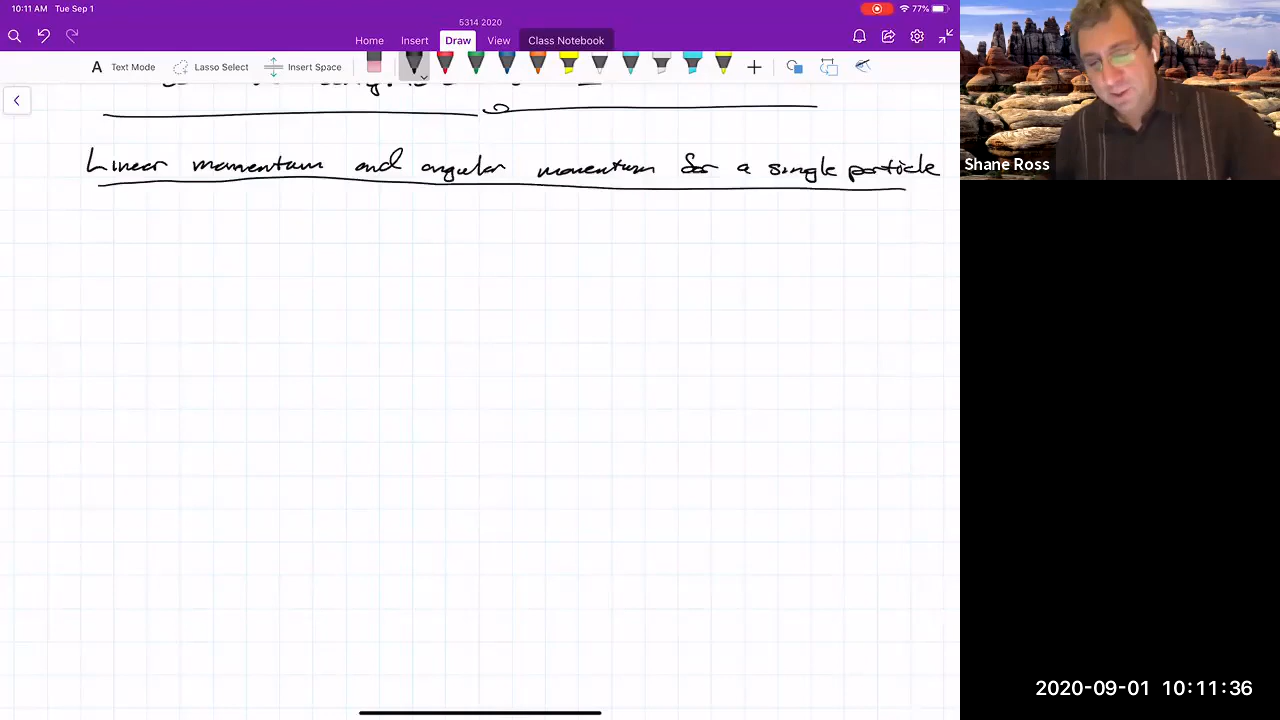 10:11 AM Tue Sep 1
77%
5314 2020
Home Insert Draw View Class Notebook
A Text Mode Lasso Select Insert Space
Linear momentum and angular momentum for a single particle
Shane Ross
2020-09-01 10:11:36